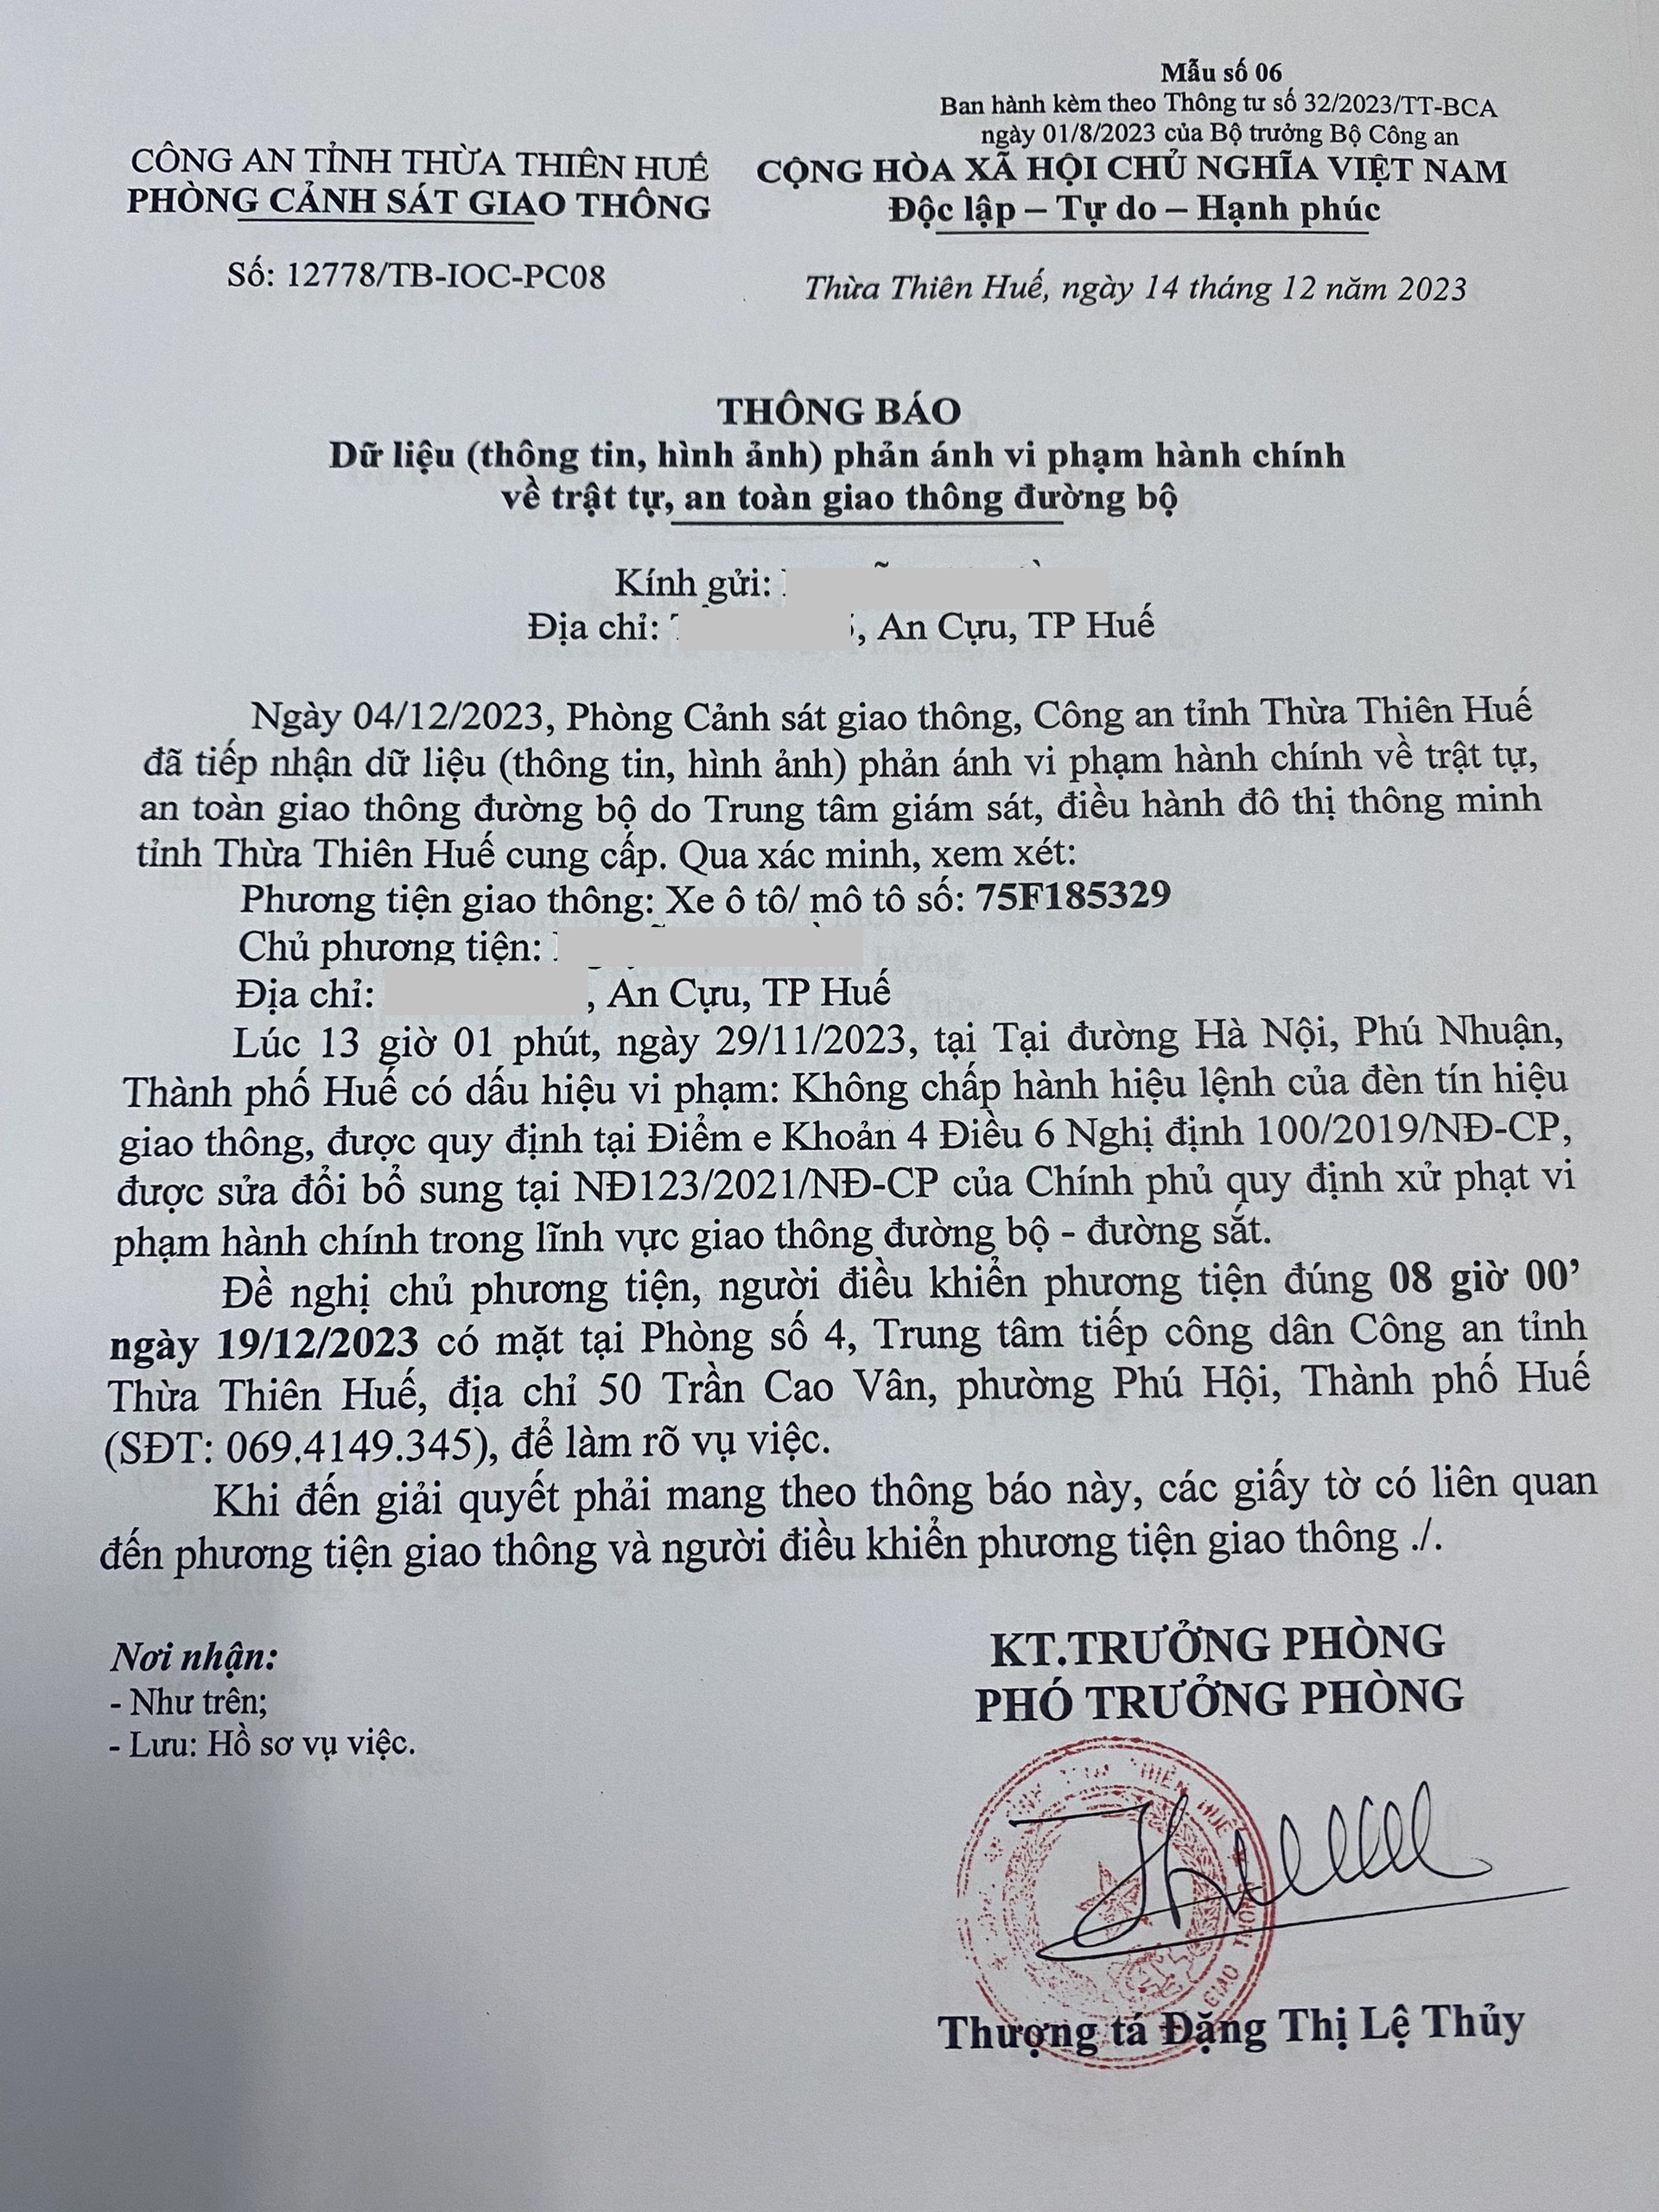 Mẫu số 06
Ban hành kèm theo Thông tư số 32/2023/TT-BCA
ngày 01/8/2023 của Bộ trưởng Bộ Công an
CÔNG AN TỈNH THỪA THIÊN HUẾ
PHÒNG CẢNH SÁT GIAO THÔNG
CỘNG HÒA XÃ HỘI CHỦ NGHĨA VIỆT NAM
Độc lập – Tự do – Hạnh phúc
Số: 12778/TB-IOC-PC08
Thừa Thiên Huế, ngày 14 tháng 12 năm 2023
THÔNG BÁO
Dữ liệu (thông tin, hình ảnh) phản ánh vi phạm hành chính
về trật tự, an toàn giao thông đường bộ
Kính gửi:
Địa chỉ: , An Cựu, TP Huế
Ngày 04/12/2023, Phòng Cảnh sát giao thông, Công an tỉnh Thừa Thiên Huế
đã tiếp nhận dữ liệu (thông tin, hình ảnh) phản ánh vi phạm hành chính về trật tự,
an toàn giao thông đường bộ do Trung tâm giám sát, điều hành đô thị thông minh
tỉnh Thừa Thiên Huế cung cấp. Qua xác minh, xem xét:
Phương tiện giao thông: Xe ô tô/ mô tô số: 75F185329
Chủ phương tiện:
Địa chỉ: , An Cựu, TP Huế
Lúc 13 giờ 01 phút, ngày 29/11/2023, tại Tại đường Hà Nội, Phú Nhuận,
Thành phố Huế có dấu hiệu vi phạm: Không chấp hành hiệu lệnh của đèn tín hiệu
giao thông, được quy định tại Điểm e Khoản 4 Điều 6 Nghị định 100/2019/NĐ-CP,
được sửa đổi bổ sung tại NĐ123/2021/NĐ-CP của Chính phủ quy định xử phạt vi
phạm hành chính trong lĩnh vực giao thông đường bộ - đường sắt.
Đề nghị chủ phương tiện, người điều khiển phương tiện đúng 08 giờ 00’
ngày 19/12/2023 có mặt tại Phòng số 4, Trung tâm tiếp công dân Công an tỉnh
Thừa Thiên Huế, địa chỉ 50 Trần Cao Vân, phường Phú Hội, Thành phố Huế
(SĐT: 069.4149.345), để làm rõ vụ việc.
Khi đến giải quyết phải mang theo thông báo này, các giấy tờ có liên quan
đến phương tiện giao thông và người điều khiển phương tiện giao thông ./.
Nơi nhận:
- Như trên;
- Lưu: Hồ sơ vụ việc.
KT.TRƯỞNG PHÒNG
PHÓ TRƯỞNG PHÒNG
THIÊN HUẾ
GIAO THÔNG
Thượng tá Đặng Thị Lệ Thủy